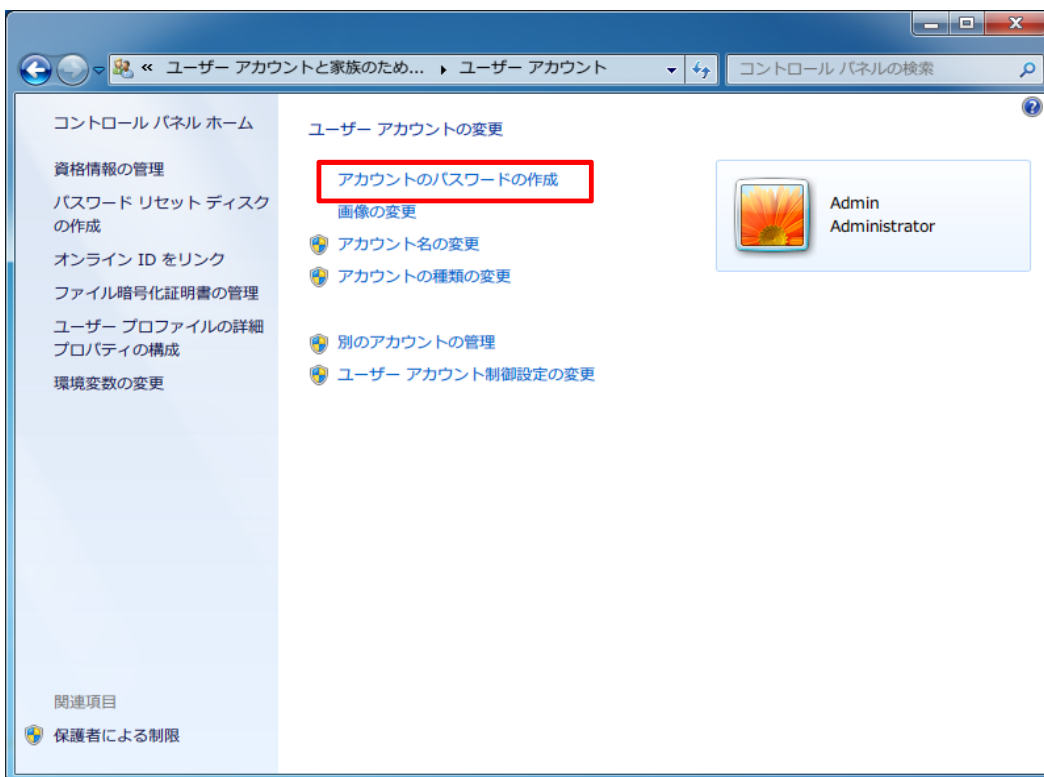 « ユーザー アカウントと家族のため... ▸ ユーザー アカウント
コントロール パネルの検索
コントロール パネル ホーム
資格情報の管理
パスワード リセット ディスク
の作成
オンライン ID をリンク
ファイル暗号化証明書の管理
ユーザー プロファイルの詳細
プロパティの構成
環境変数の変更
関連項目
保護者による制限
ユーザー アカウントの変更
アカウントのパスワードの作成
画像の変更
アカウント名の変更
アカウントの種類の変更
別のアカウントの管理
ユーザー アカウント制御設定の変更
Admin
Administrator